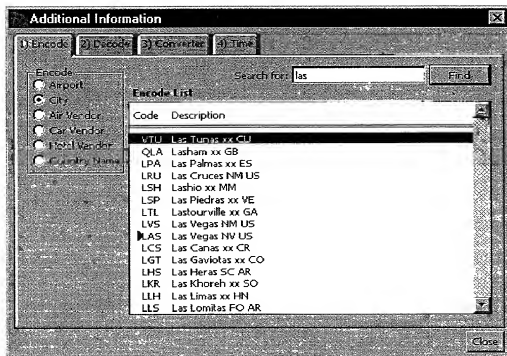 Additional Information
1) Encode 2) Decode 3) Converter 4) Time
Encode
Airport
City
Air Vendor
Car Vendor
Hotel Vendor
Country Name
Search for: las Find
Encode List
Code Description
VTU Las Tunas xx CU
QLA Lasham xx GB
LPA Las Palmas xx ES
LRU Las Cruces NM US
LSH Lashio xx MM
LSP Las Piedras xx VE
LTL Lastourville xx GA
LVS Las Vegas NM US
LAS Las Vegas NV US
LCS Las Canas xx CR
LGT Las Gaviotas xx CO
LHS Las Heras SC AR
LKR Las Khoreh xx SO
LLH Las Limas xx HN
LLS Las Lomitas FO AR
Close